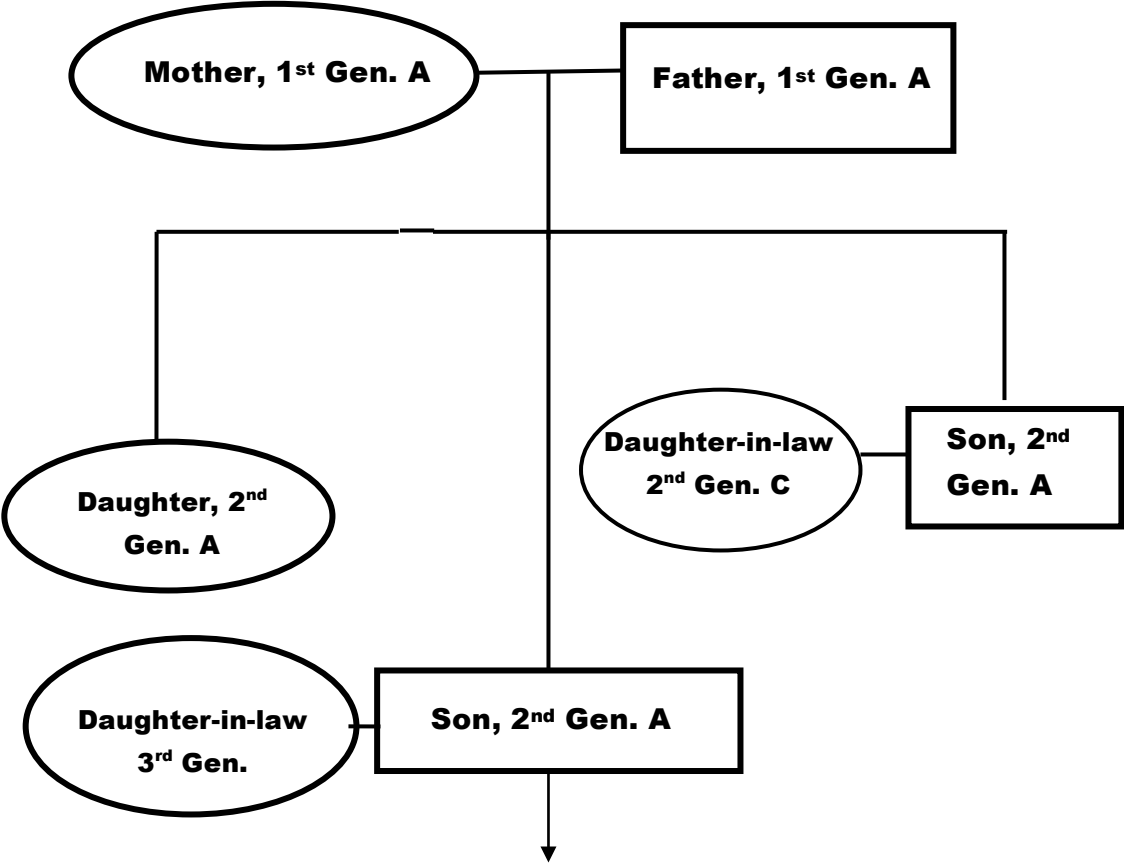 Mother, 1st Gen. A
Father, 1st Gen. A
Daughter-in-law
2nd Gen. C
Son, 2nd
Gen. A
Daughter, 2nd
Gen. A
Daughter-in-law
3rd Gen.
Son, 2nd Gen. A